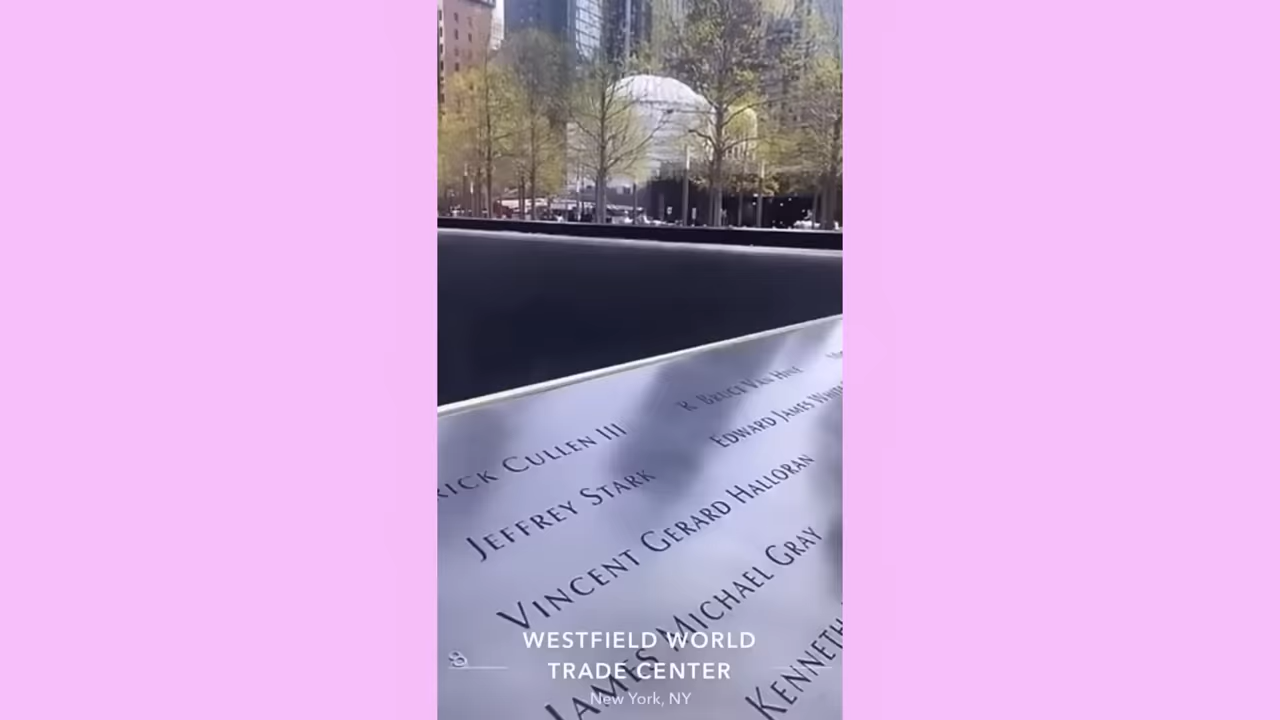 R. BRUCE VAN HINE
EDWARD JAMES
RICK CULLEN III
JEFFREY STARK
VINCENT GERARD HALLORAN
JAMES MICHAEL GRAY
KENNETH
8
WESTFIELD WORLD
TRADE CENTER
New York, NY